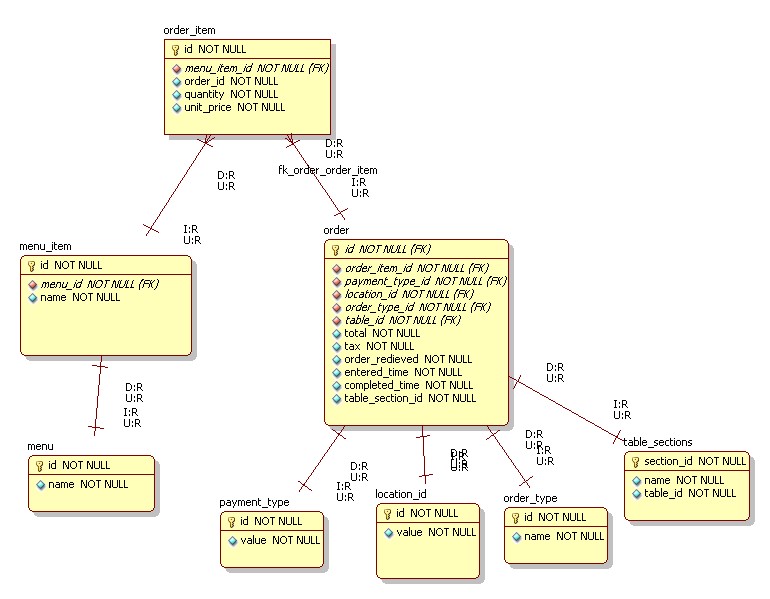 order_item
id NOT NULL
menu_item_id NOT NULL (FK)
order_id NOT NULL
quantity NOT NULL
unit_price NOT NULL
D:R
U:R
fk_order_order_item
D:R
U:R
I:R
U:R
I:R
U:R
menu_item
id NOT NULL
menu_id NOT NULL (FK)
name NOT NULL
order
id NOT NULL (FK)
order_item_id NOT NULL (FK)
payment_type_id NOT NULL (FK)
location_id NOT NULL (FK)
order_type_id NOT NULL (FK)
table_id NOT NULL (FK)
total NOT NULL
tax NOT NULL
order_redieved NOT NULL
entered_time NOT NULL
completed_time NOT NULL
table_section_id NOT NULL
D:R
U:R
I:R
U:R
D:R
U:R
I:R
U:R
menu
id NOT NULL
name NOT NULL
D:R
U:R
I:R
U:R
payment_type
id NOT NULL
value NOT NULL
location_id
id NOT NULL
value NOT NULL
D:R
U:R
I:R
order_type
id NOT NULL
name NOT NULL
table_sections
section_id NOT NULL
name NOT NULL
table_id NOT NULL